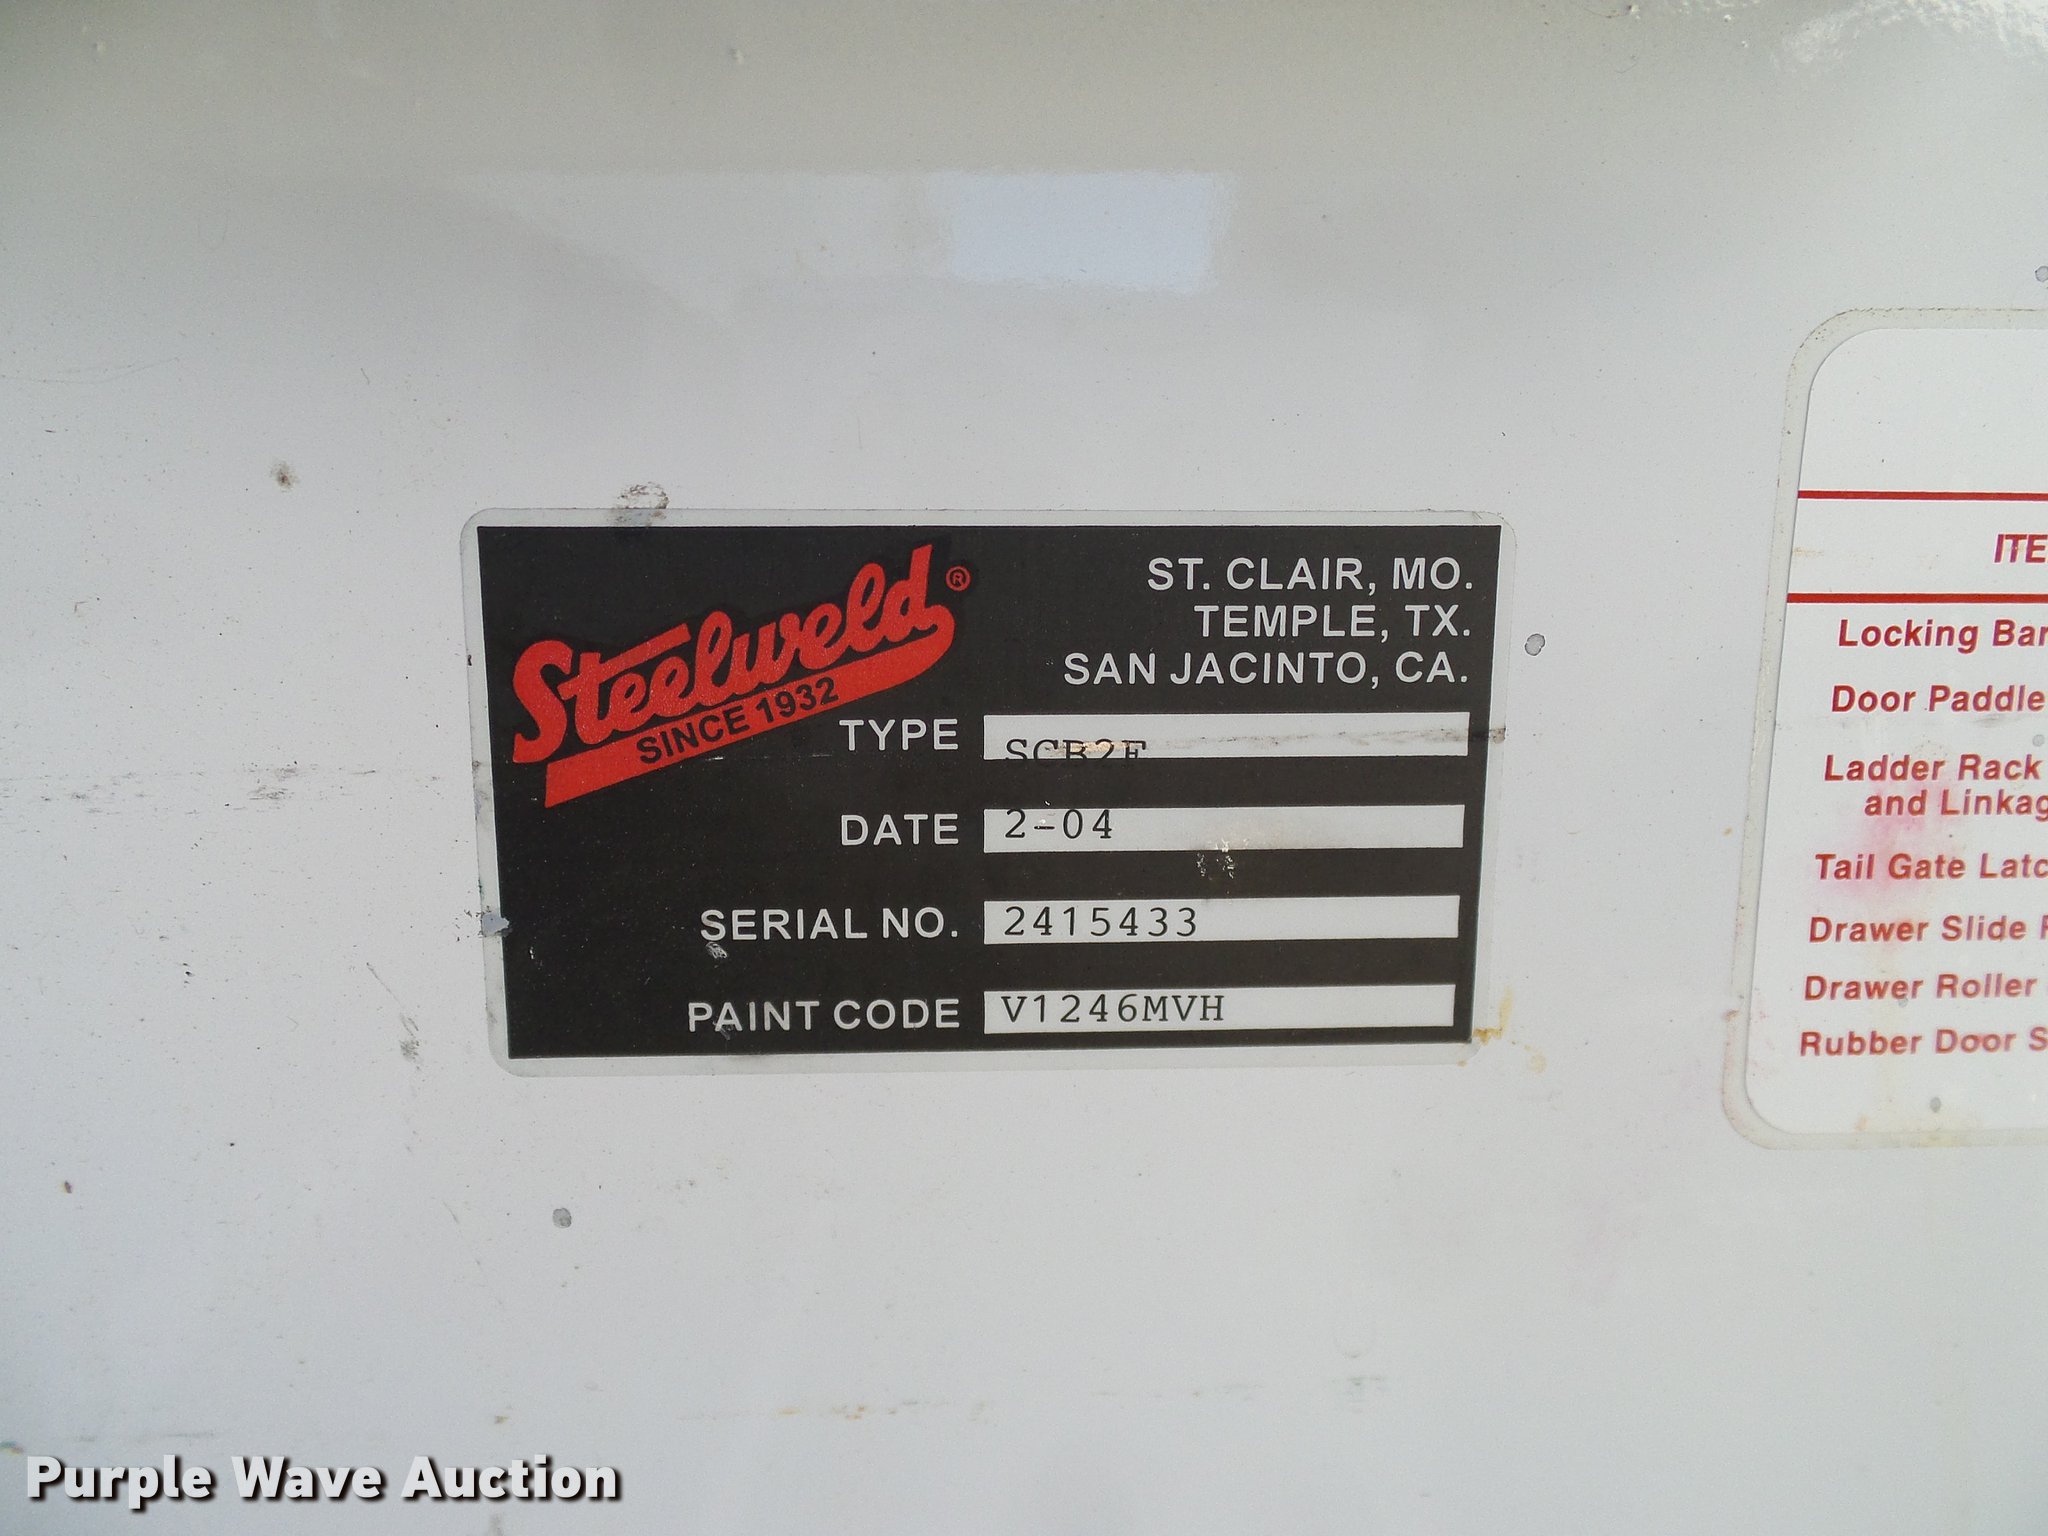 Steelweld®
SINCE 1932
ST. CLAIR, MO.
TEMPLE, TX.
SAN JACINTO, CA.
TYPE
DATE 2-04
SERIAL NO. 2415433
PAINT CODE V1246MVH
ITE
Locking Bar
Door Paddle
Ladder Rack
and Linkag
Tail Gate Latc
Drawer Slide
Drawer Roller
Rubber Door S
Purple Wave Auction